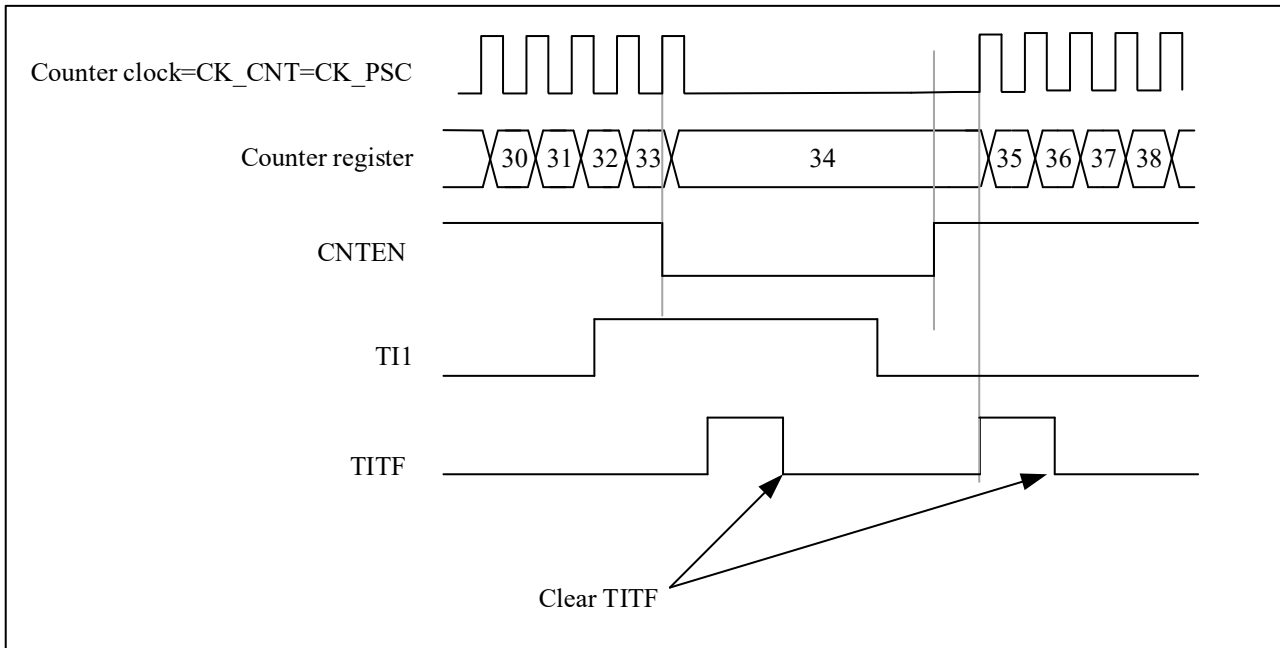 Counter clock=CK_CNT=CK_PSC
Counter register
30 31 32 33 34 35 36 37 38
CNTEN
TI1
TITF
Clear TITF